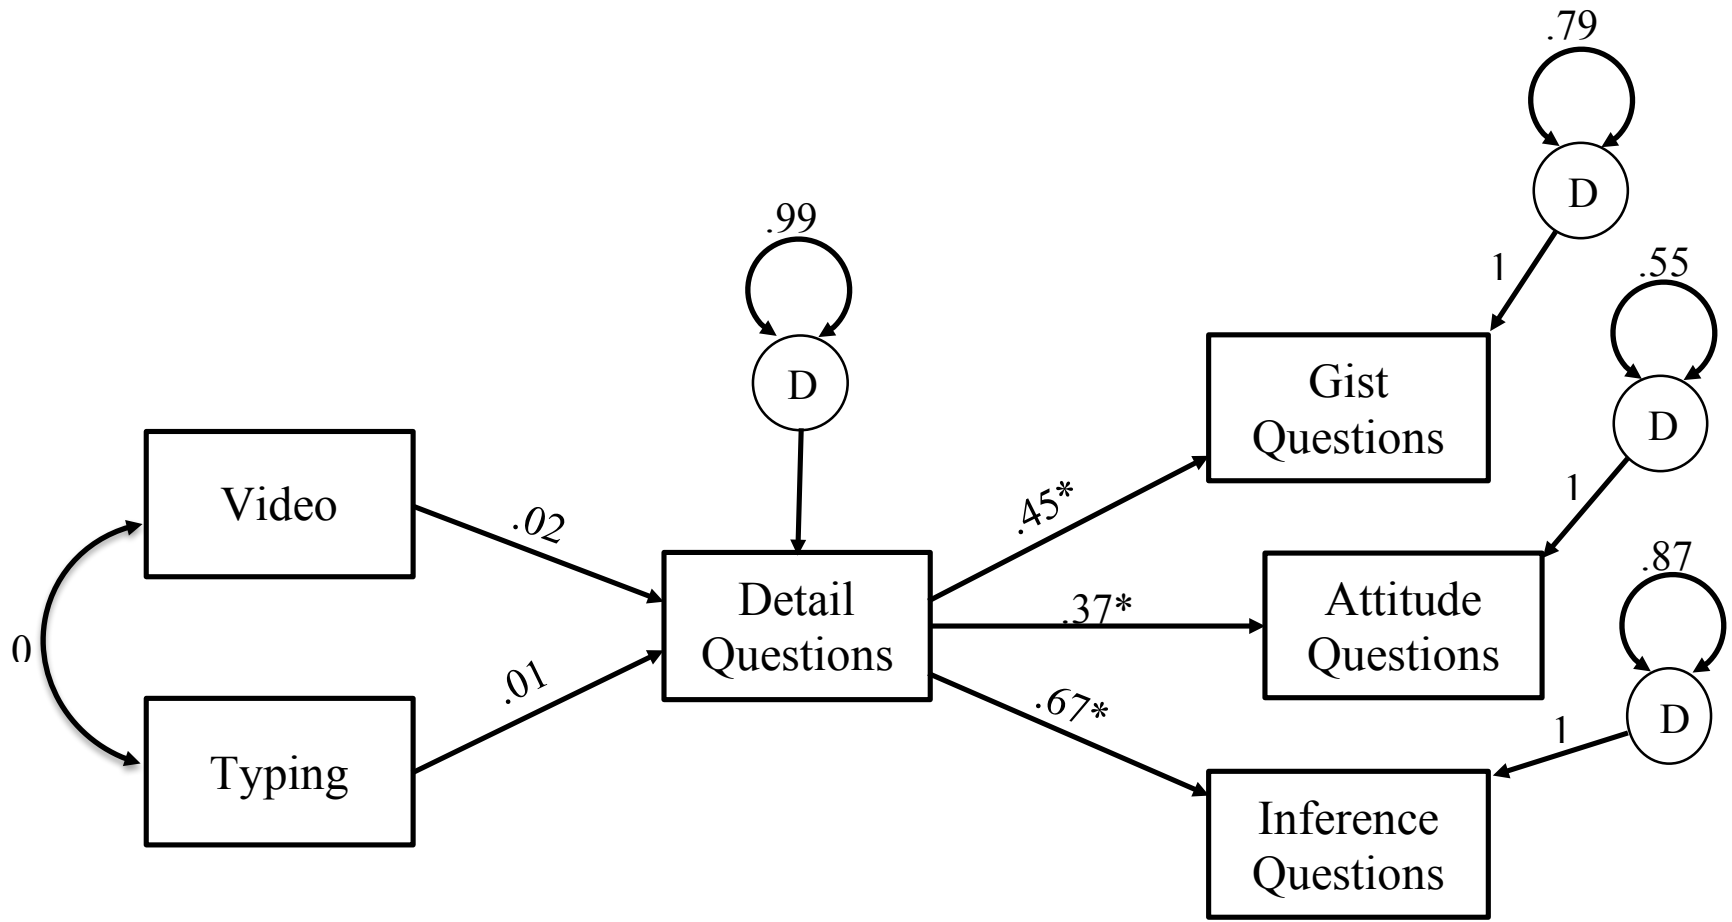 .79
D
1
.55
D
1
.99
D
Gist
Questions
Video
.02
.45*
Detail
Questions
.37*
Attitude
Questions
.87
D
1
0
.01
.67*
Typing
Inference
Questions